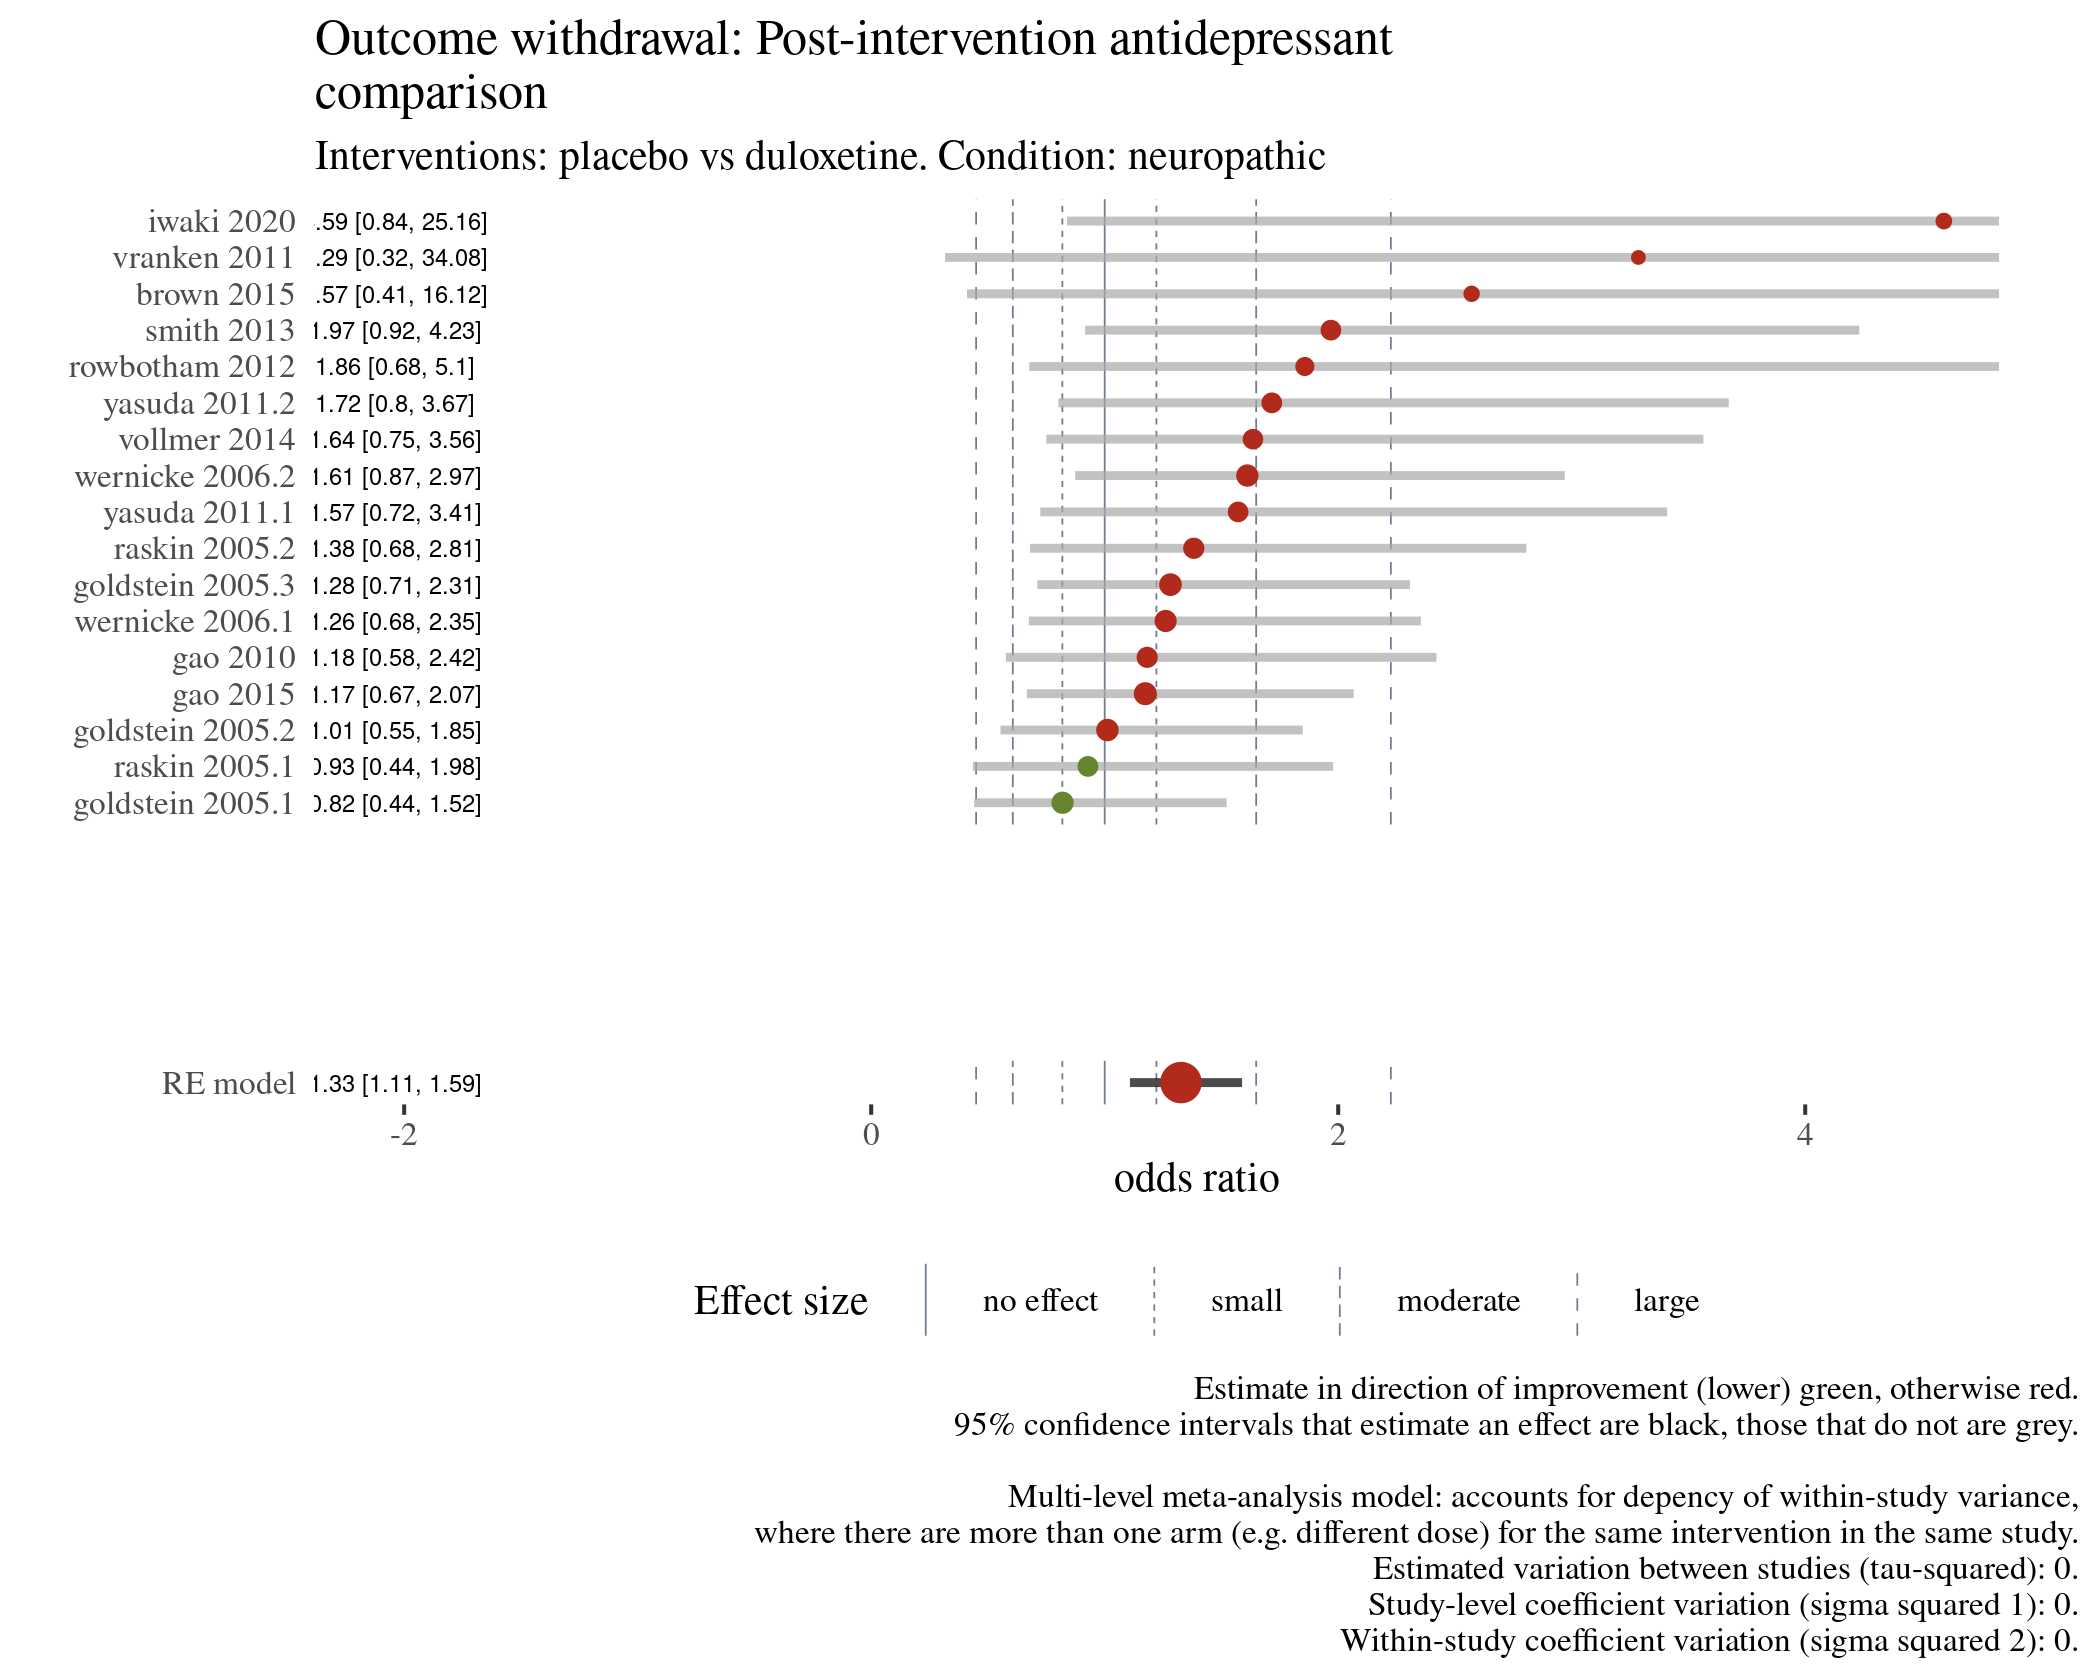 Outcome withdrawal: Post-intervention antidepressant
comparison
Interventions: placebo vs duloxetine. Condition: neuropathic
iwaki 2020 .59 [0.84, 25.16]
vranken 2011 .29 [0.32, 34.08]
brown 2015 .57 [0.41, 16.12]
smith 2013 1.97 [0.92, 4.23]
rowbotham 2012 1.86 [0.68, 5.1]
yasuda 2011.2 1.72 [0.8, 3.67]
vollmer 2014 1.64 [0.75, 3.56]
wernicke 2006.2 1.61 [0.87, 2.97]
yasuda 2011.1 1.57 [0.72, 3.41]
raskin 2005.2 1.38 [0.68, 2.81]
goldstein 2005.3 1.28 [0.71, 2.31]
wernicke 2006.1 1.26 [0.68, 2.35]
gao 2010 1.18 [0.58, 2.42]
gao 2015 1.17 [0.67, 2.07]
goldstein 2005.2 1.01 [0.55, 1.85]
raskin 2005.1 0.93 [0.44, 1.98]
goldstein 2005.1 0.82 [0.44, 1.52]
RE model 1.33 [1.11, 1.59]
-2 0 2 4
odds ratio
Effect size no effect small moderate large
Estimate in direction of improvement (lower) green, otherwise red.
95% confidence intervals that estimate an effect are black, those that do not are grey.
Multi-level meta-analysis model: accounts for depency of within-study variance,
where there are more than one arm (e.g. different dose) for the same intervention in the same study.
Estimated variation between studies (tau-squared): 0.
Study-level coefficient variation (sigma squared 1): 0.
Within-study coefficient variation (sigma squared 2): 0.